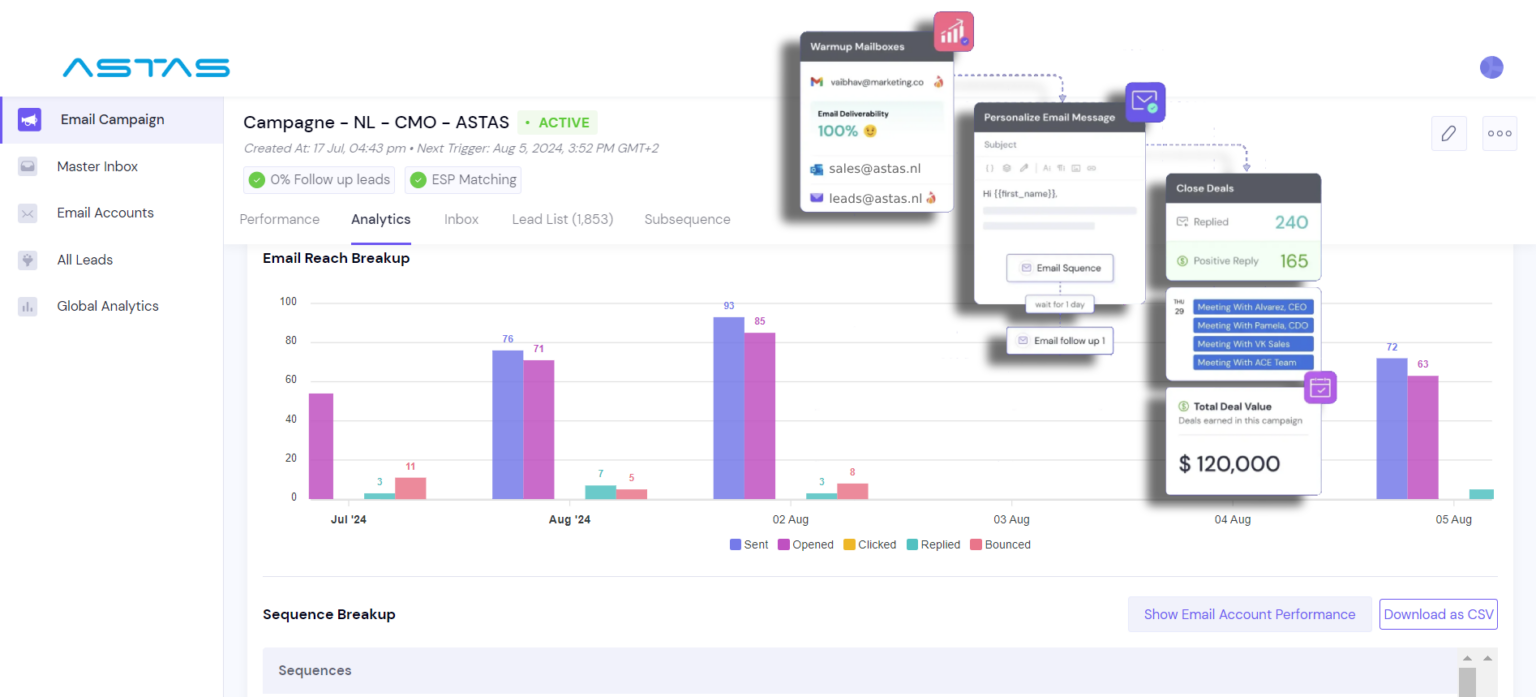 ASTAS
Email Campaign
Master Inbox
Email Accounts
All Leads
Global Analytics
Campagne - NL - CMO - ASTAS
• ACTIVE
Created At: 17 Jul, 04:43 pm • Next Trigger: Aug 5, 2024, 3:52 PM GMT+2
0% Follow up leads
ESP Matching
Performance
Analytics
Inbox
Lead List (1,853)
Subsequence
Warmup Mailboxes
vaibhav@marketing.co
Email Deliverability
100%
sales@astas.nl
leads@astas.nl
Personalize Email Message
Subject
Hi {{first_name}},
Email Squence
wait for 1 day
Email follow up 1
Close Deals
Replied 240
Positive Reply 165
THU
29
Meeting With Alvarez, CEO
Meeting With Pamela, CDO
Meeting With VK Sales
Meeting With ACE Team
Total Deal Value
Deals earned in this campaign
$ 120,000
Email Reach Breakup
100
80
60
40
20
0
3
11
76
71
7
5
93
85
3
8
72
63
Jul '24
Aug '24
02 Aug
03 Aug
04 Aug
05 Aug
Sent
Opened
Clicked
Replied
Bounced
Sequence Breakup
Show Email Account Performance
Download as CSV
Sequences